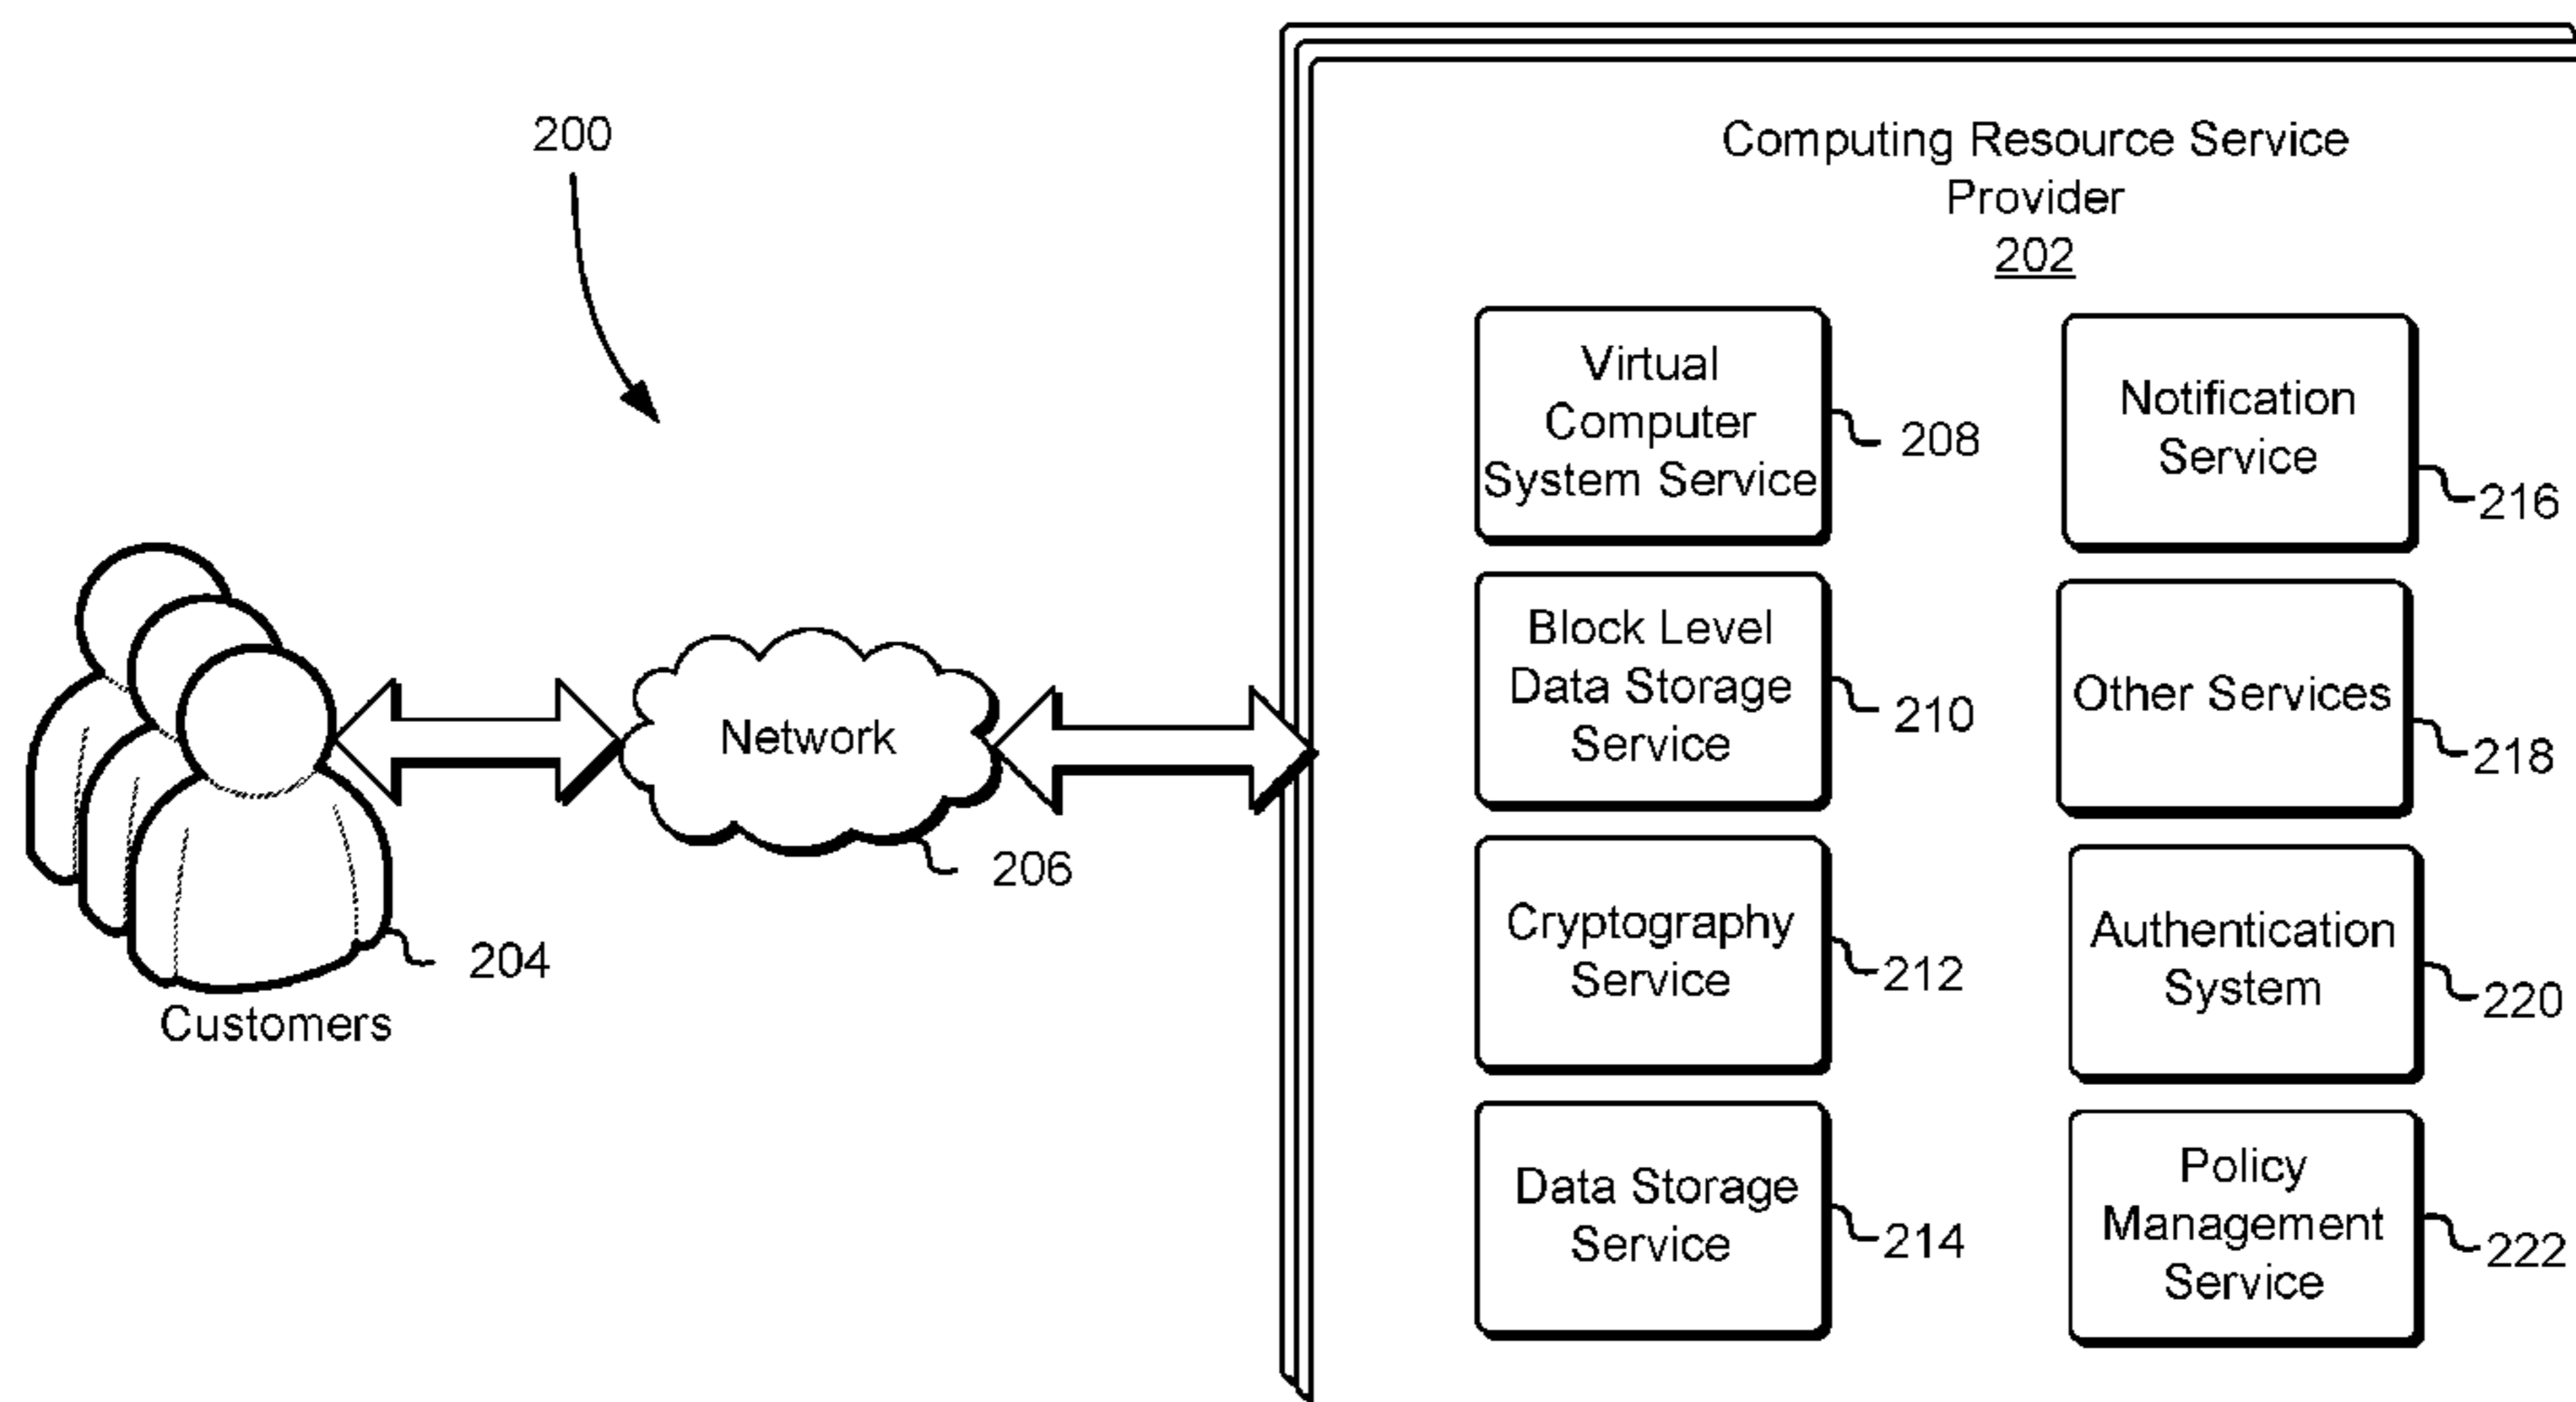 200
Computing Resource Service
Provider
202
Virtual
Computer
System Service
208
Notification
Service
216
Block Level
Data Storage
Service
210
Other Services
218
Network
206
Customers
204
Cryptography
Service
212
Authentication
System
220
Data Storage
Service
214
Policy
Management
Service
222